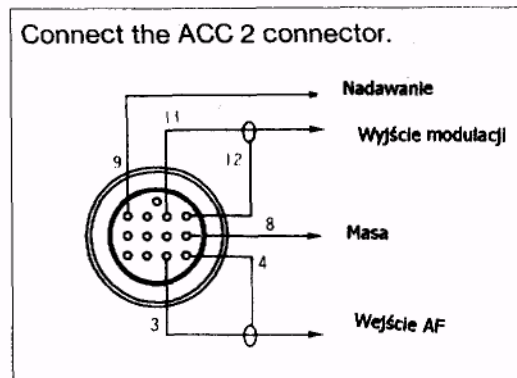 Connect the ACC 2 connector.
Nadawanie
11
Wyjście modulacji
9
12
8
Masa
4
3
Wejście AF